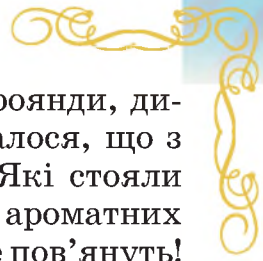 роянди, ди-
алося, що з
Які стояли
ароматних
пов’януть!